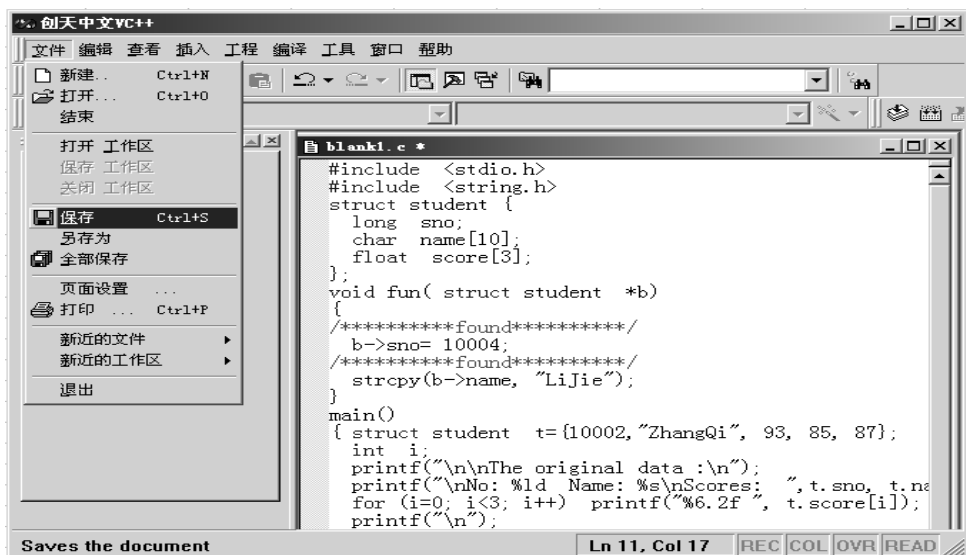 创天中文VC++
文件 编辑 查看 插入 工程 编译 工具 窗口 帮助
新建.. Ctrl+N
打开... Ctrl+O
结束
打开 工作区
保存 工作区
关闭 工作区
保存 Ctrl+S
另存为
全部保存
页面设置 ...
打印 ... Ctrl+P
新近的文件
新近的工作区
退出
blank1.c *
#include <stdio.h>
#include <string.h>
struct student {
long sno;
char name[10];
float score[3];
};
void fun( struct student *b)
{
/**********found**********/
b->sno= 10004;
/**********found**********/
strcpy(b->name, "LiJie");
}
main()
{ struct student t={10002,"ZhangQi", 93, 85, 87};
int i;
printf("\n\nThe original data :\n");
printf("\nNo: %ld Name: %s\nScores: ",t.sno, t.na
for (i=0; i<3; i++) printf("%6.2f ", t.score[i]);
printf("\n");
Saves the document
Ln 11, Col 17 REC COL OVR READ